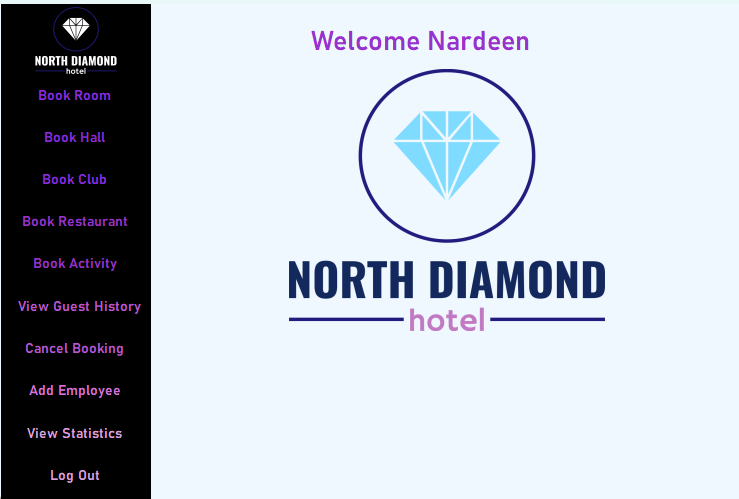 NORTH DIAMOND
hotel
Book Room
Book Hall
Book Club
Book Restaurant
Book Activity
View Guest History
Cancel Booking
Add Employee
View Statistics
Log Out
Welcome Nardeen
NORTH DIAMOND
hotel